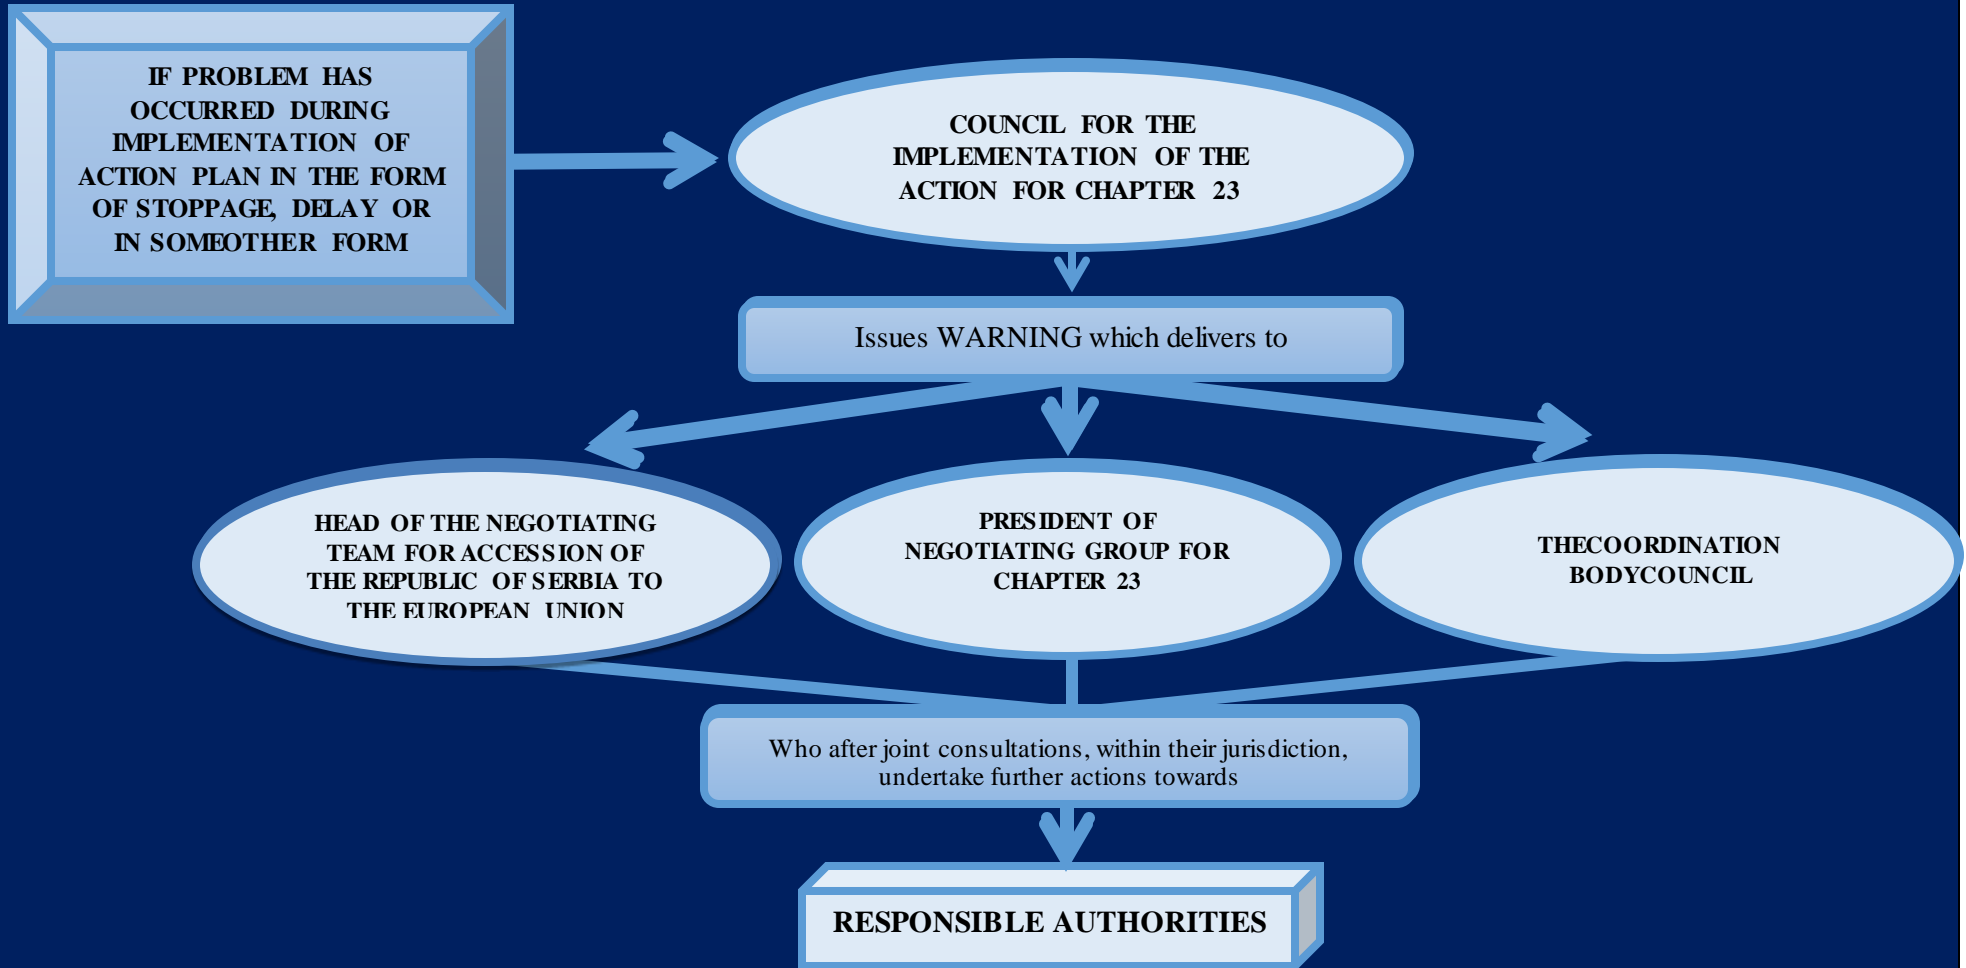 IF PROBLEM HAS
OCCURRED DURING
IMPLEMENTATION OF
ACTION PLAN IN THE FORM
OF STOPPAGE, DELAY OR
IN SOMEOTHER FORM
COUNCIL FOR THE
IMPLEMENTATION OF THE
ACTION FOR CHAPTER 23
Issues WARNING which delivers to
HEAD OF THE NEGOTIATING
TEAM FOR ACCESSION OF
THE REPUBLIC OF SERBIA TO
THE EUROPEAN UNION
PRESIDENT OF
NEGOTIATING GROUP FOR
CHAPTER 23
THECOORDINATION
BODYCOUNCIL
Who after joint consultations, within their jurisdiction,
undertake further actions towards
RESPONSIBLE AUTHORITIES